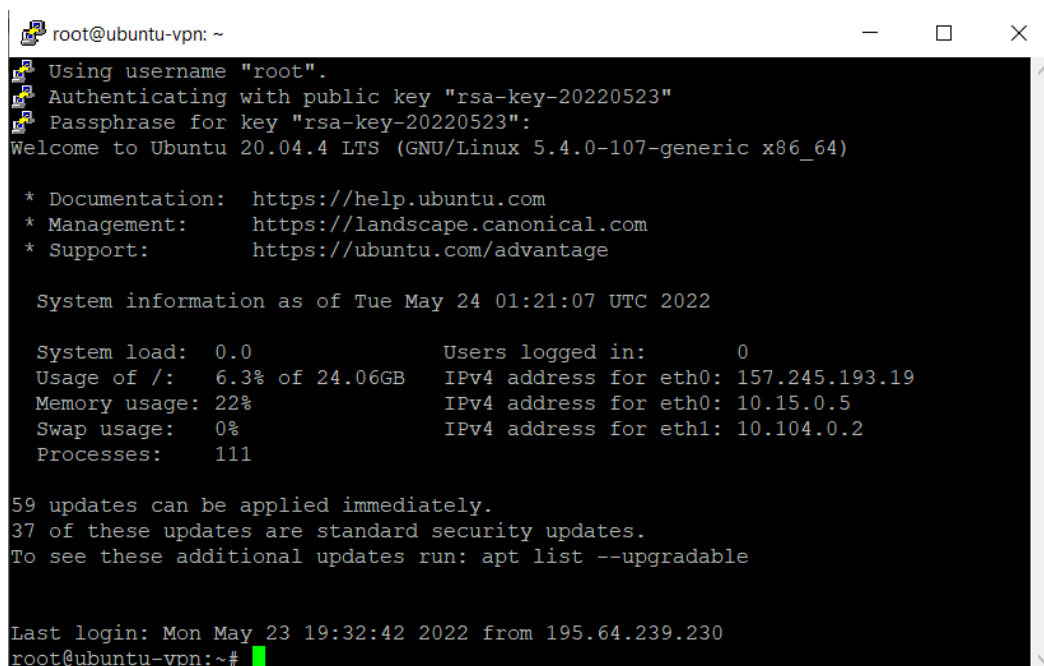 root@ubuntu-vpn: ~
Using username "root".
Authenticating with public key "rsa-key-20220523"
Passphrase for key "rsa-key-20220523":
Welcome to Ubuntu 20.04.4 LTS (GNU/Linux 5.4.0-107-generic x86_64)
* Documentation:  https://help.ubuntu.com
* Management:     https://landscape.canonical.com
* Support:        https://ubuntu.com/advantage
System information as of Tue May 24 01:21:07 UTC 2022
System load:  0.0                Users logged in:       0
Usage of /:   6.3% of 24.06GB   IPv4 address for eth0: 157.245.193.19
Memory usage: 22%                IPv4 address for eth0: 10.15.0.5
Swap usage:   0%                 IPv4 address for eth1: 10.104.0.2
Processes:    111
59 updates can be applied immediately.
37 of these updates are standard security updates.
To see these additional updates run: apt list --upgradable
Last login: Mon May 23 19:32:42 2022 from 195.64.239.230
root@ubuntu-vpn:~#